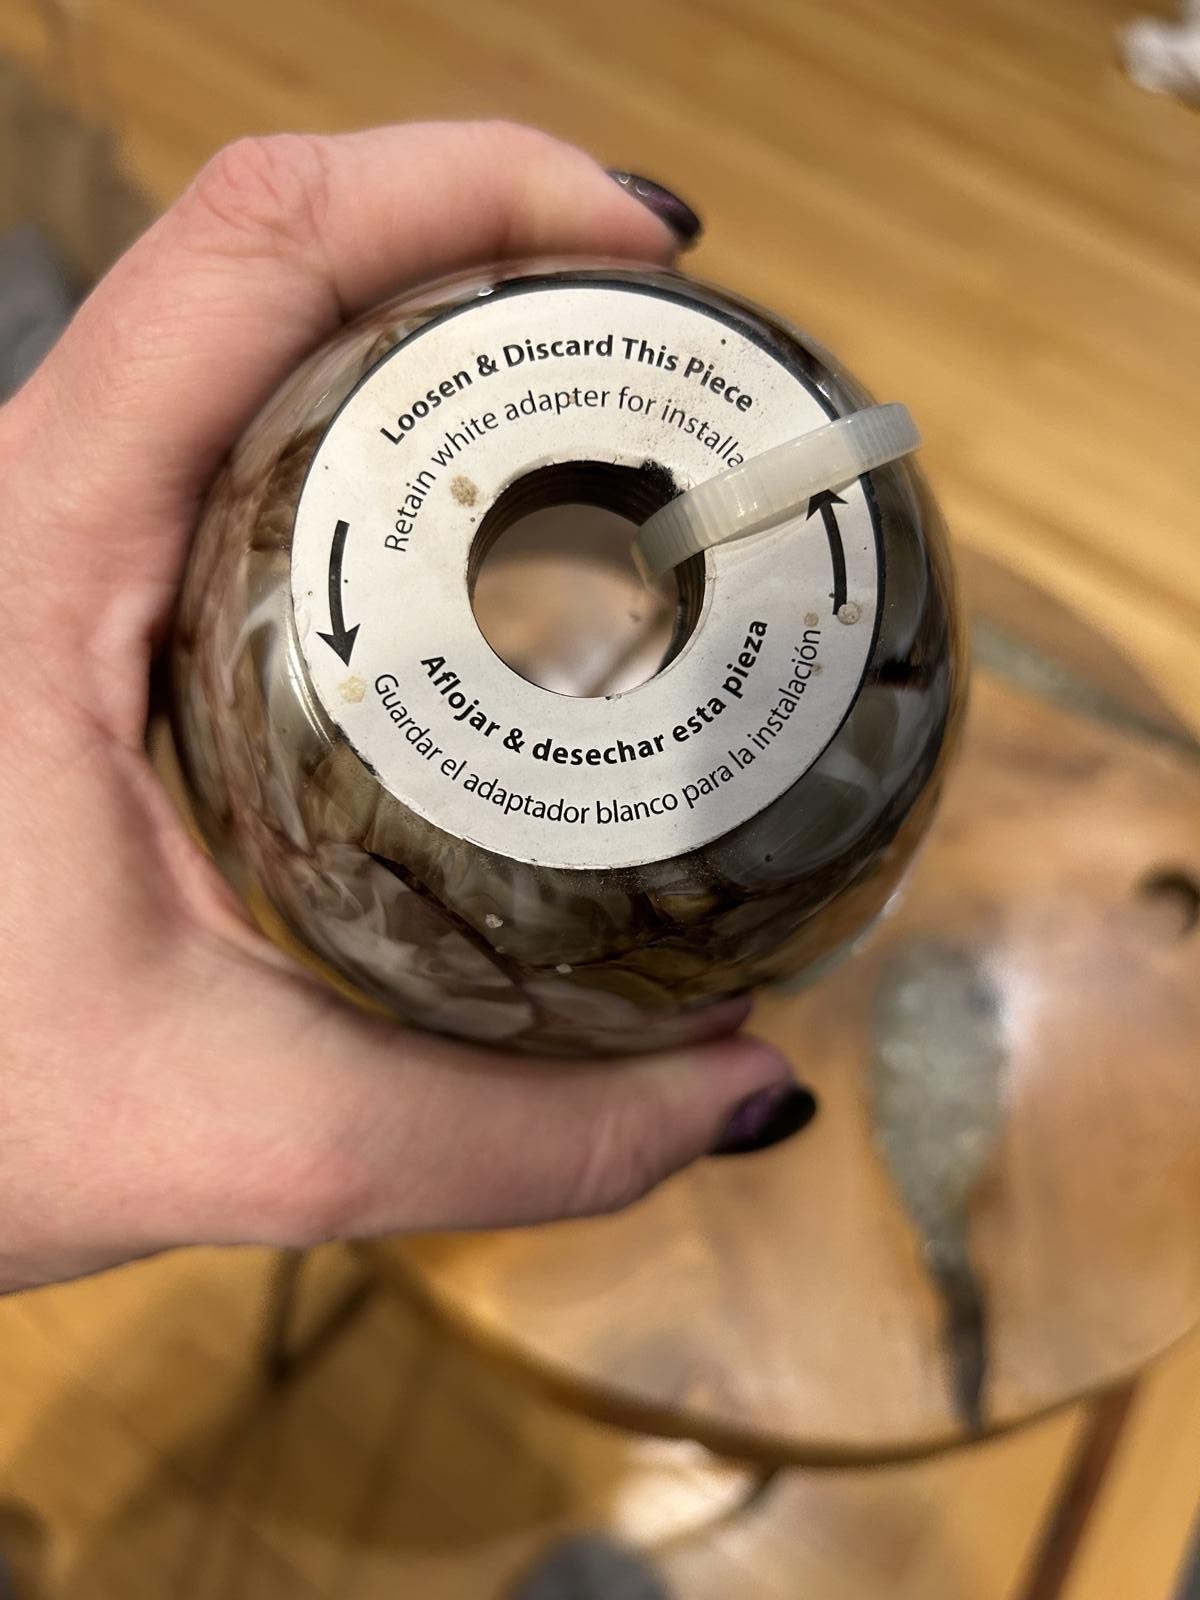 Loosen & Discard This Piece
Retain white adapter for
Aflojar & desechar esta pieza
Guardar el adaptador blanco para la instalación